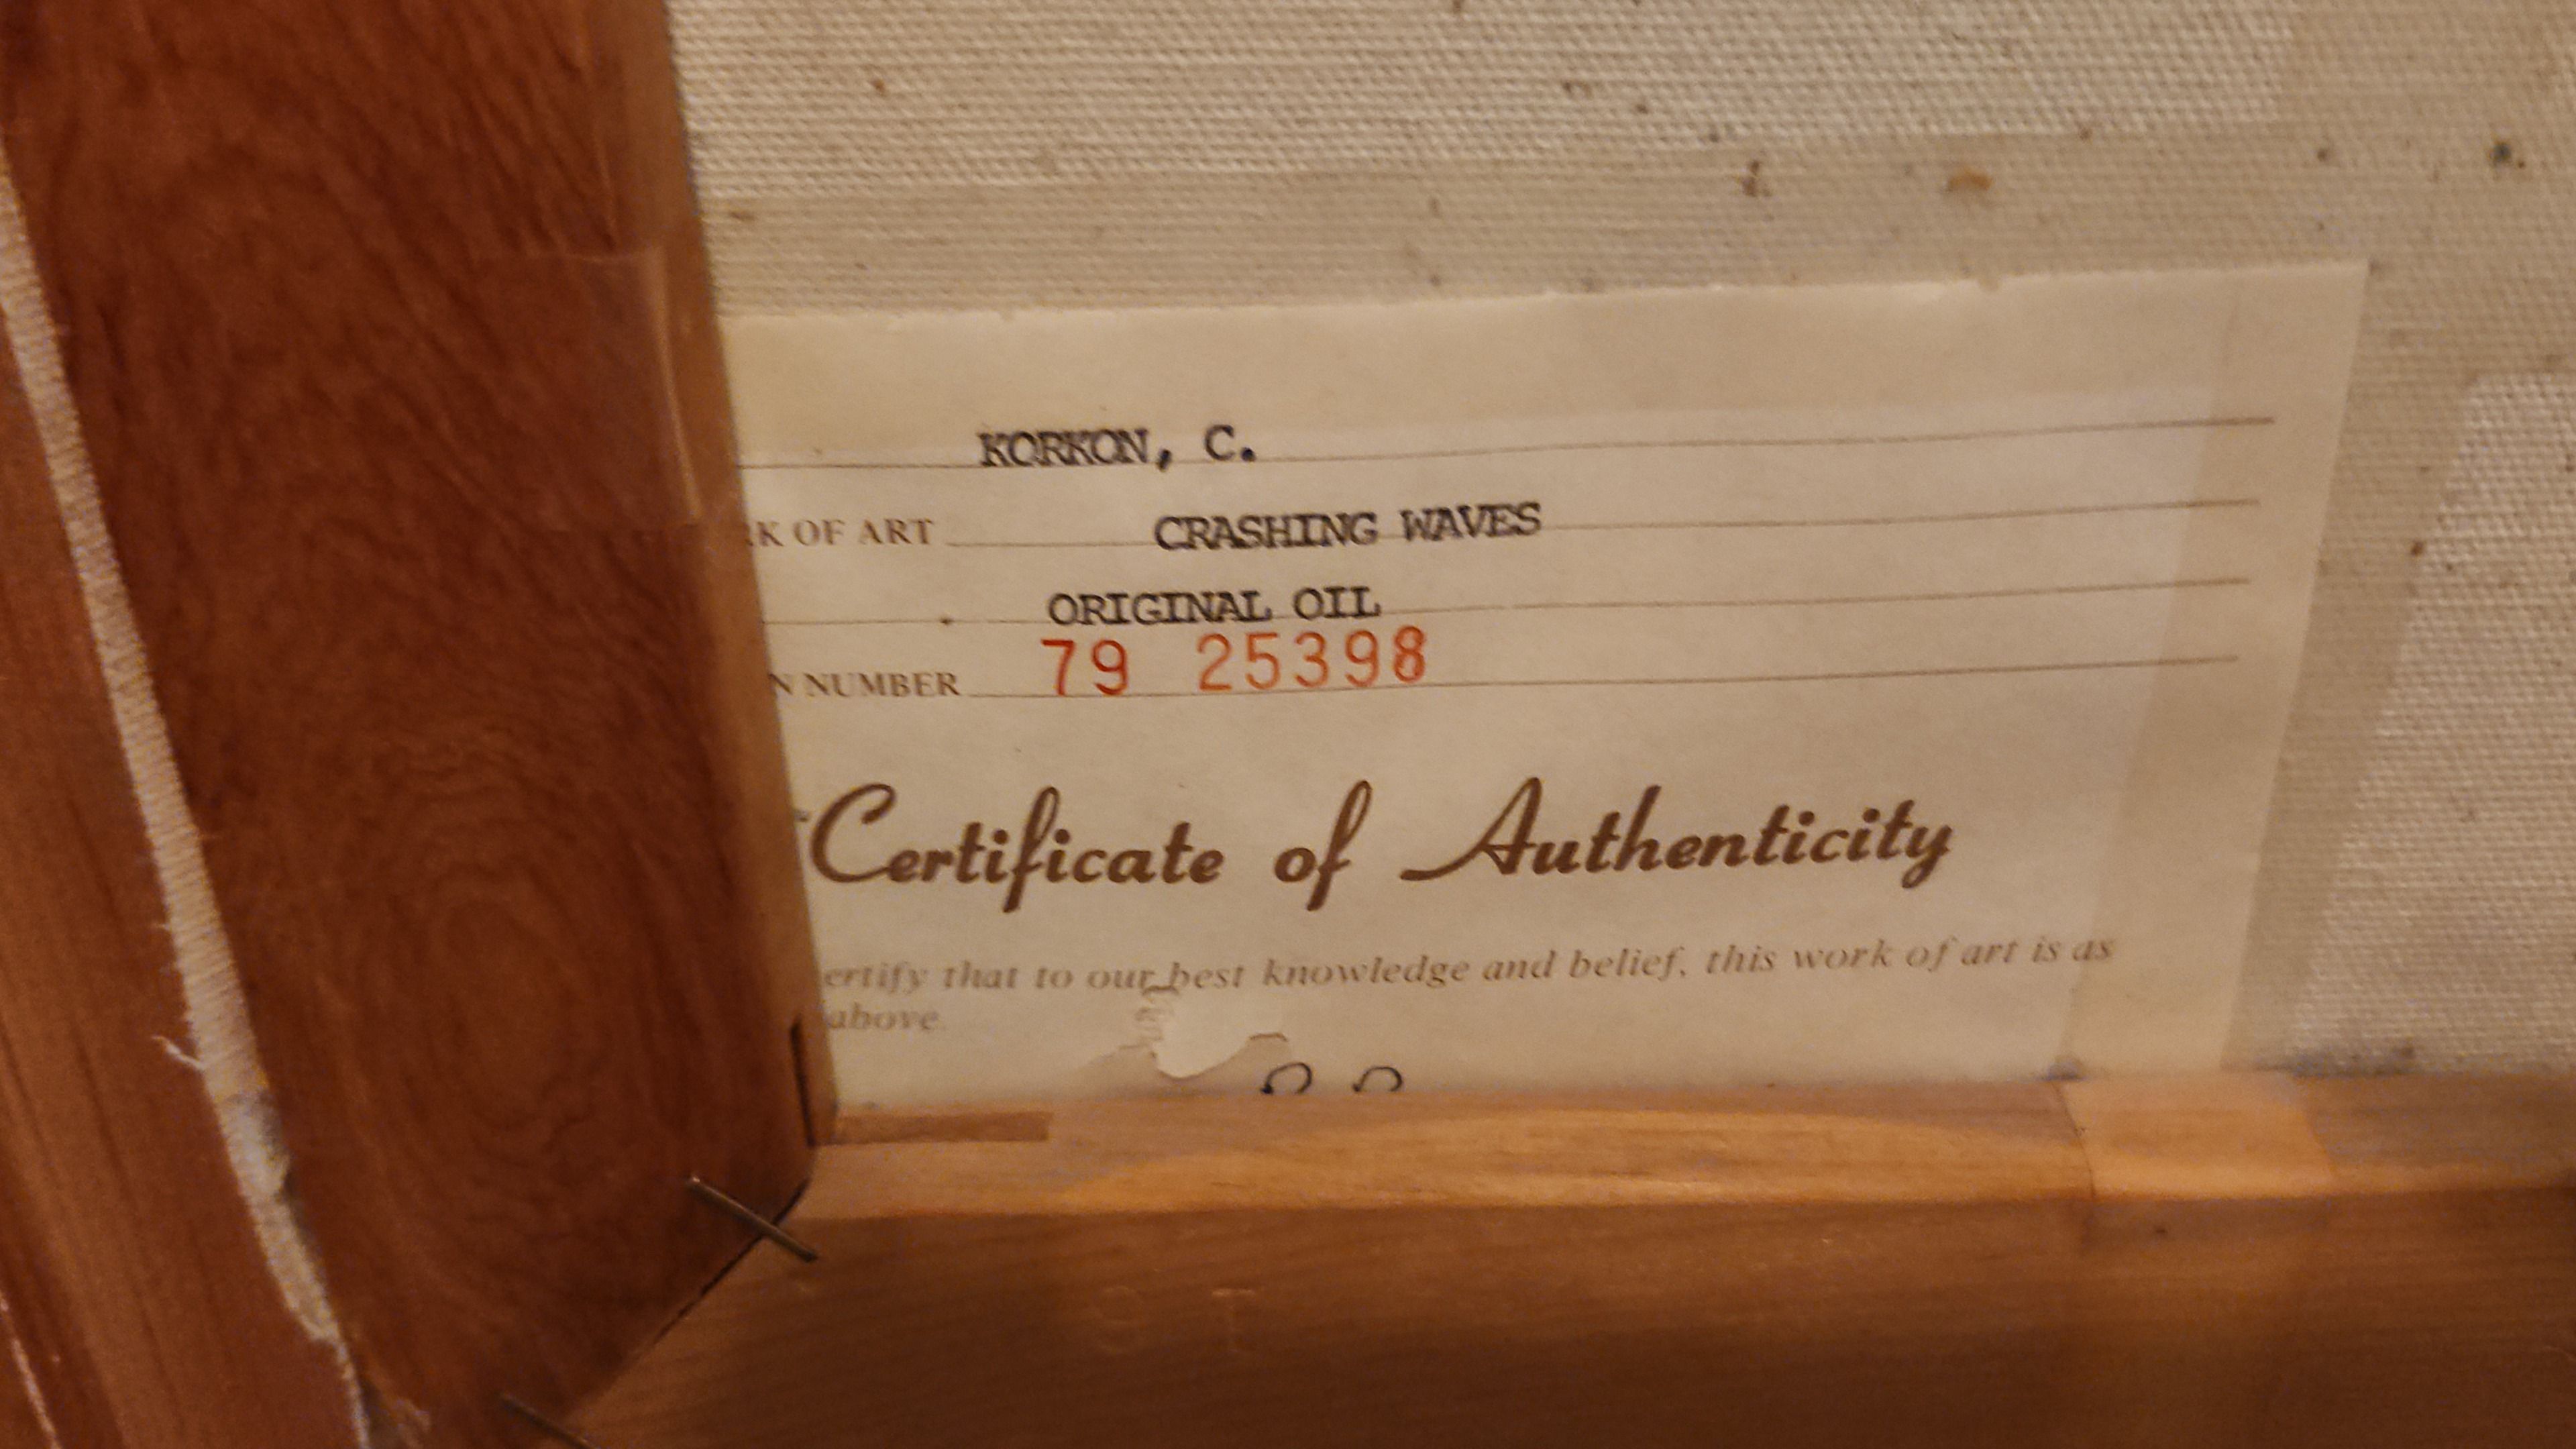 KORKON, C.
K OF ART CRASHING WAVES
ORIGINAL OIL
N NUMBER 79 25398
Certificate of Authenticity
ertify that to our best knowledge and belief, this work of art is as
above.